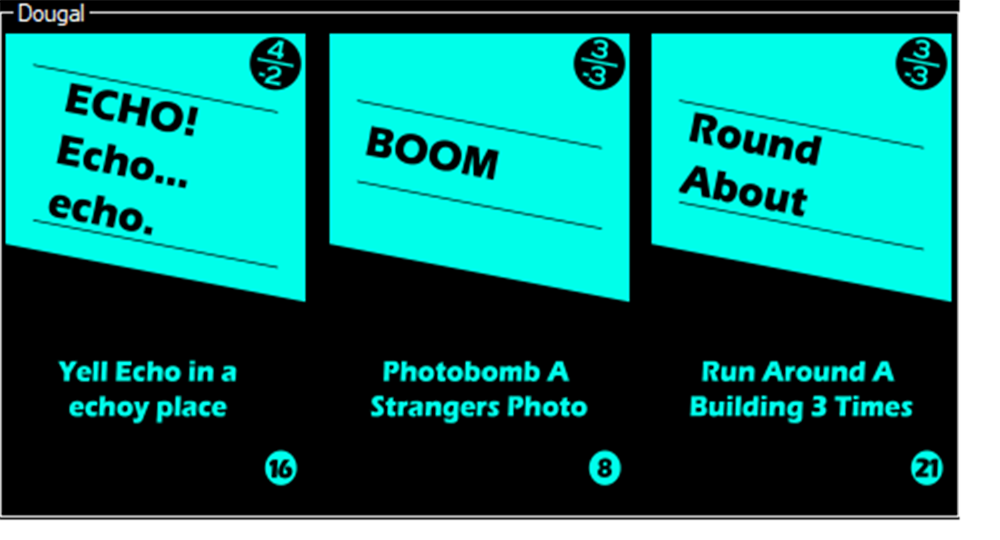 Dougal
4
-2
ECHO!
Echo...
echo.
Yell Echo in a
echoy place
16
3
-3
BOOM
Photobomb A
Strangers Photo
8
3
-3
Round
About
Run Around A
Building 3 Times
21